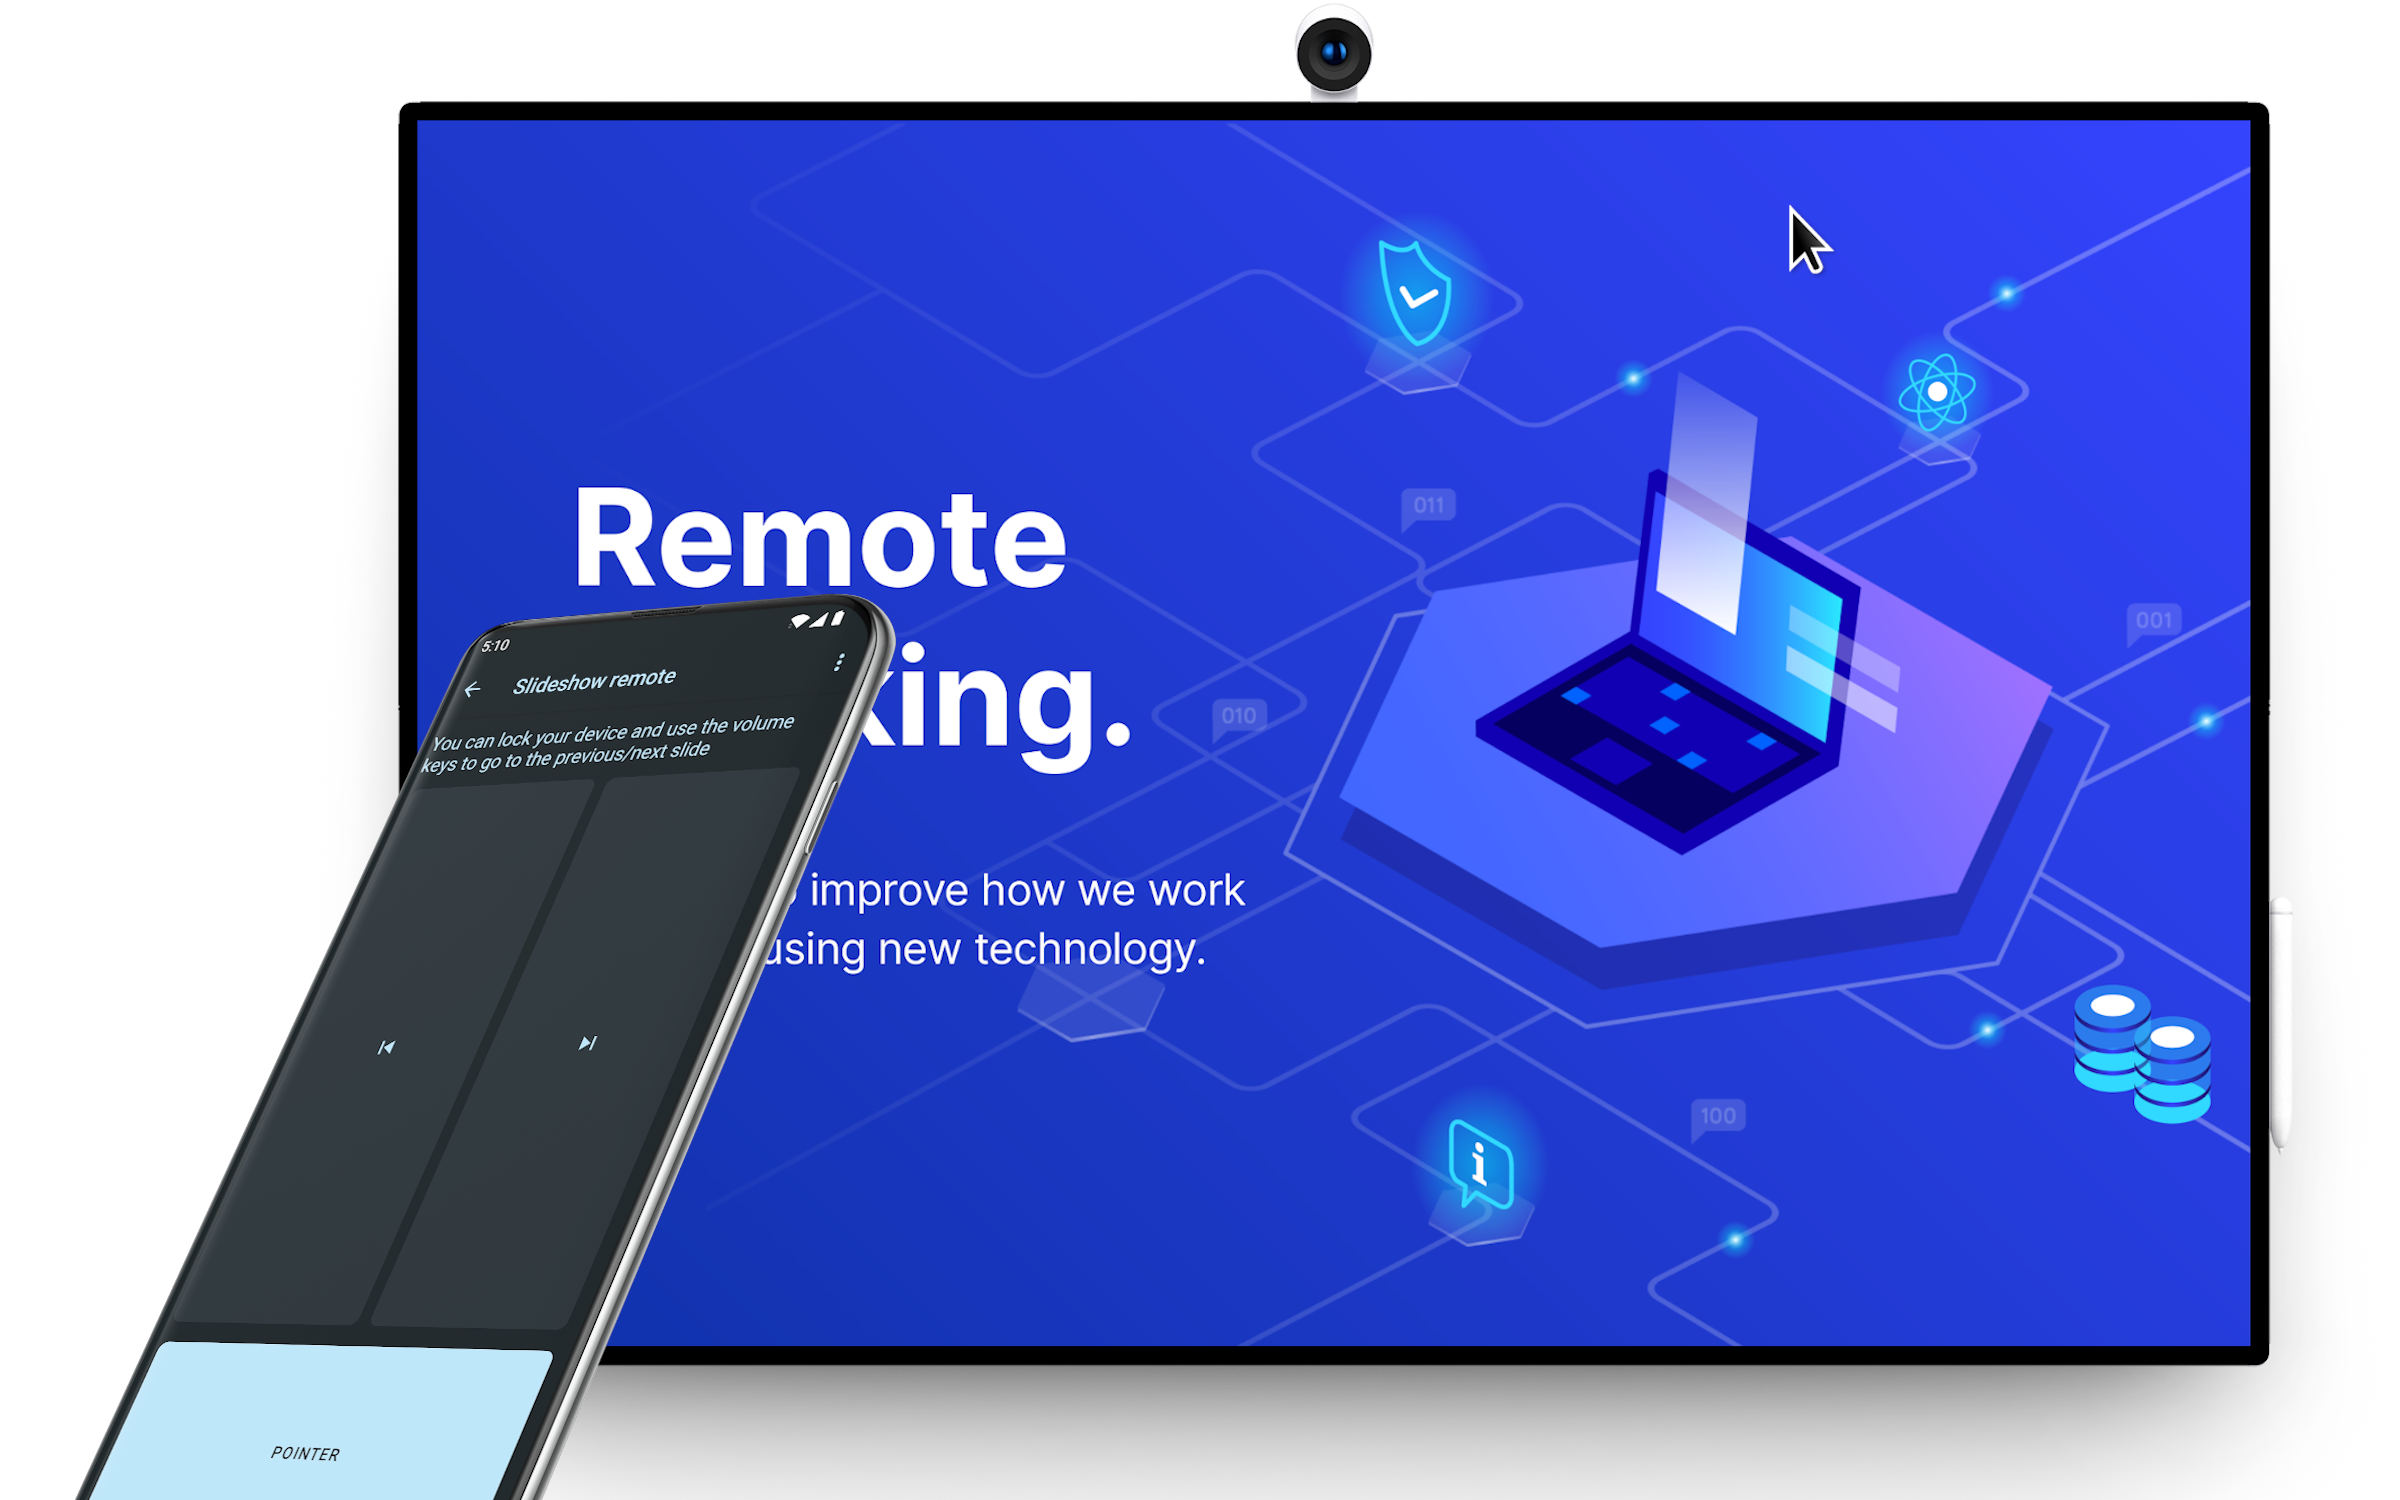 Remote
king.
improve how we work
using new technology.
011
001
010
100
5:10
Slideshow remote
You can lock your device and use the volume
keys to go to the previous/next slide
POINTER